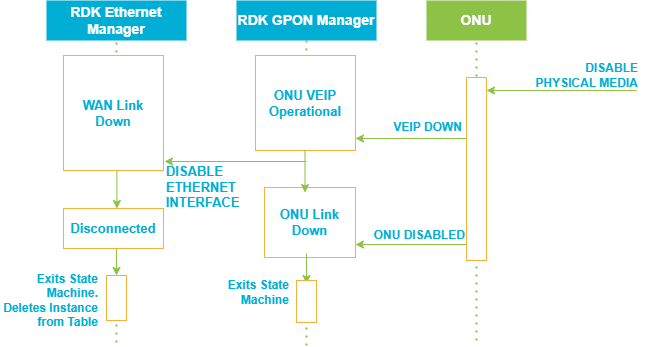 RDK Ethernet
Manager
RDK GPON Manager
ONU
DISABLE
PHYSICAL MEDIA
WAN Link
Down
ONU VEIP
Operational
VEIP DOWN
DISABLE
ETHERNET
INTERFACE
Disconnected
ONU Link
Down
ONU DISABLED
Exits State
Machine.
Deletes Instance
from Table
Exits State
Machine